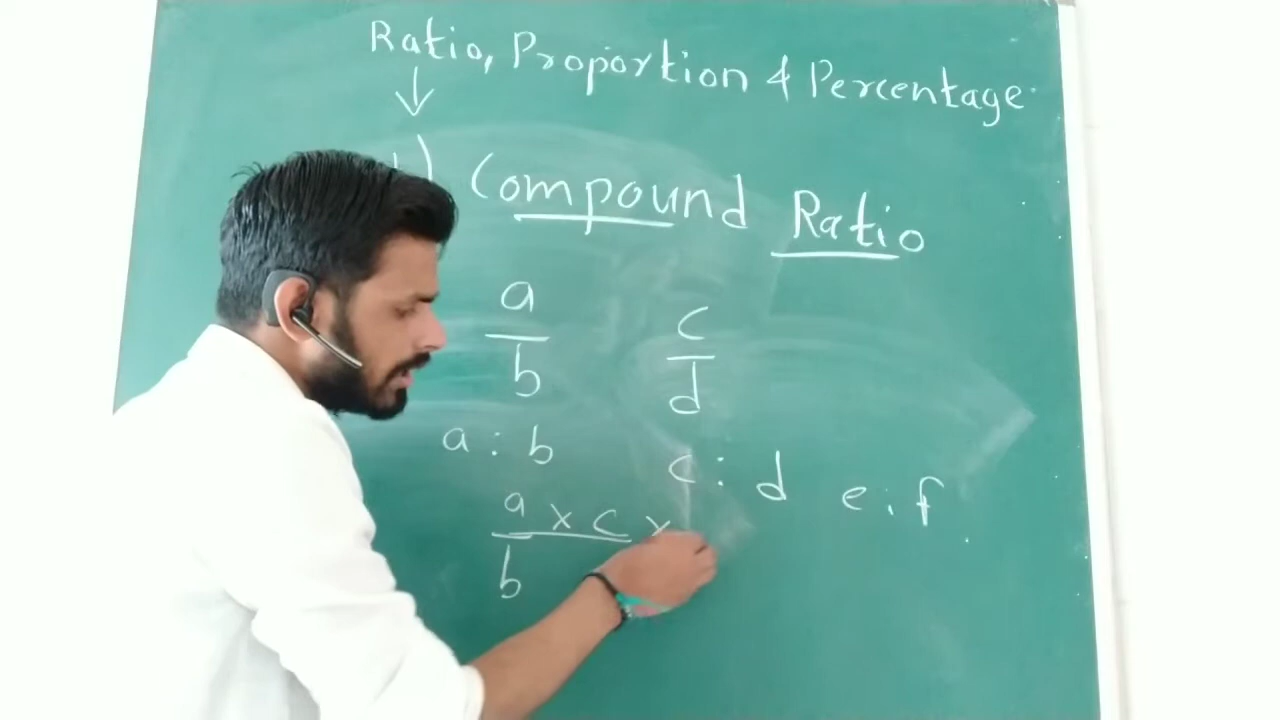 Ratio, Proportion & Percentage
↓
) Compound Ratio
a/b c/d
a : b c : d e : f
a × c ×
b